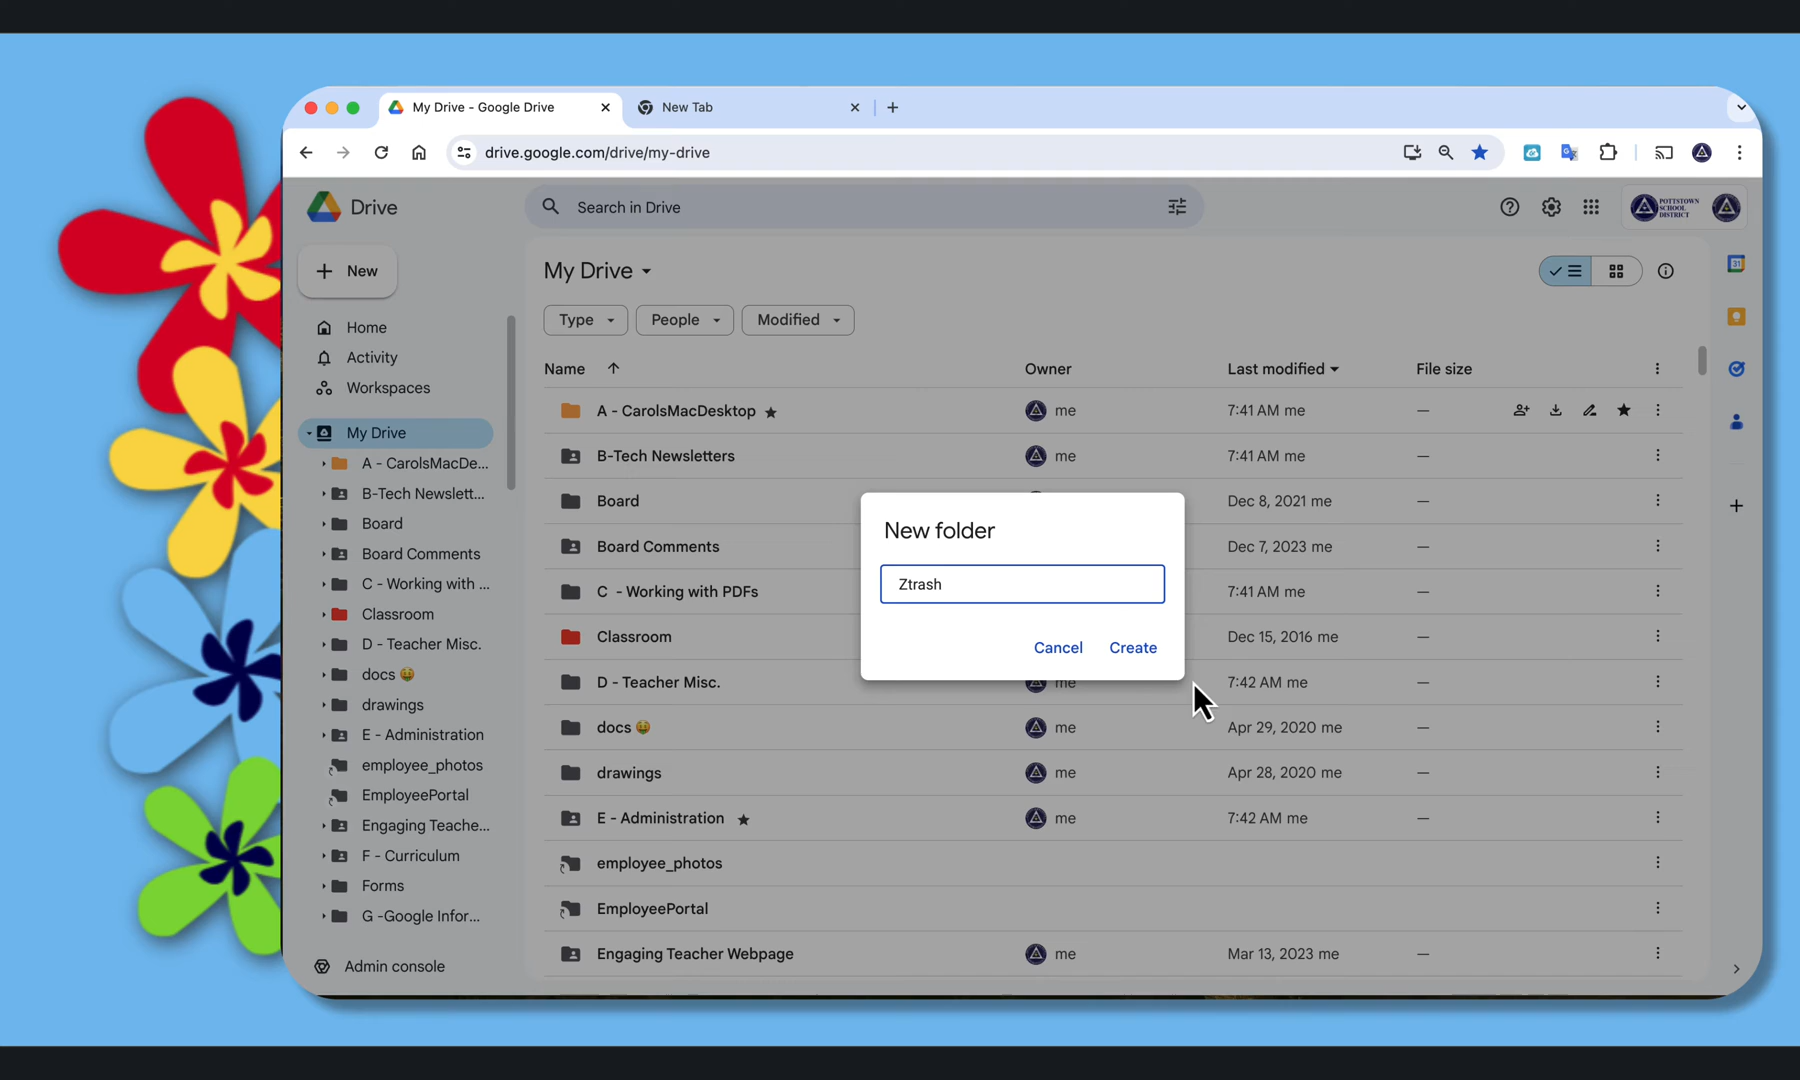 My Drive - Google Drive
New Tab
drive.google.com/drive/my-drive
Drive
Search in Drive
POTTSTOWN
SCHOOL
DISTRICT
New
My Drive
31
Type
People
Modified
Home
Activity
Workspaces
My Drive
A - CarolsMacDe...
B-Tech Newslett...
Board
Board Comments
C - Working with ...
Classroom
D - Teacher Misc.
docs 🤑
drawings
E - Administration
employee_photos
EmployeePortal
Engaging Teache...
F - Curriculum
Forms
G -Google Infor...
Admin console
Name Owner Last modified File size
A - CarolsMacDesktop me 7:41 AM me —
B-Tech Newsletters me 7:41 AM me —
Board Dec 8, 2021 me —
Board Comments Dec 7, 2023 me —
C  - Working with PDFs 7:41 AM me —
Classroom Dec 15, 2016 me —
D - Teacher Misc. me 7:42 AM me —
docs 🤑 me Apr 29, 2020 me —
drawings me Apr 28, 2020 me —
E - Administration me 7:42 AM me —
employee_photos
EmployeePortal
Engaging Teacher Webpage me Mar 13, 2023 me —
New folder
Ztrash
Cancel Create